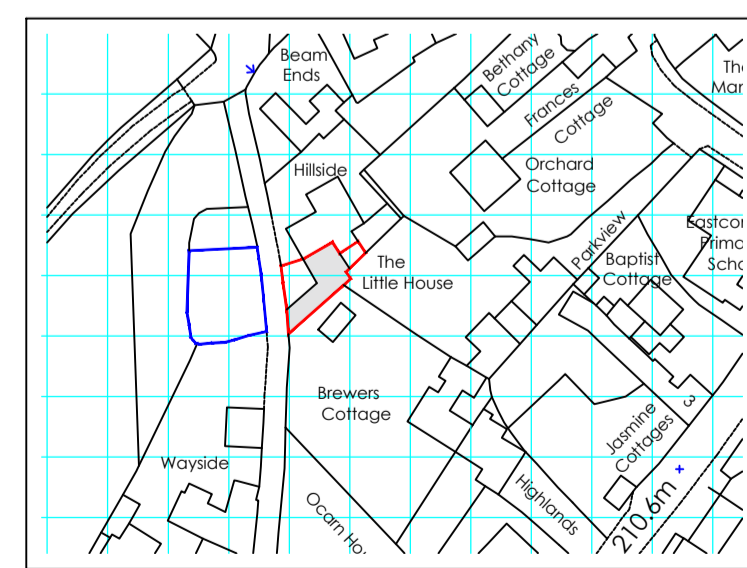 Beam
Ends
Bethany
Cottage
Frances
Cottage
Hillside
Orchard
Cottage
The
Little House
Parkview
Baptist
Cottage
Brewers
Cottage
3
Jasmine
Cottages
Wayside
Highlands
210.6m